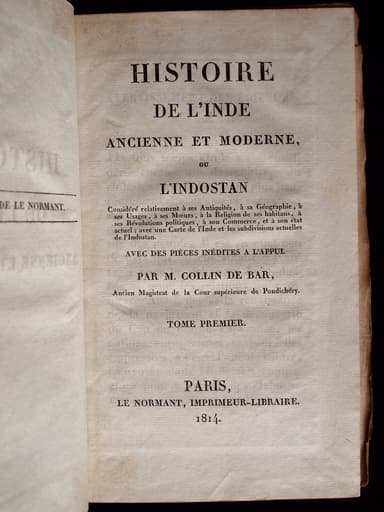 DE LE NORMANT.
HISTOIRE
DE L'INDE
ANCIENNE ET MODERNE,
OU
L'INDOSTAN
Considéré relativement à ses Antiquités, à sa Géographie, à
ses Usages, à ses Mœurs, à la Religion de ses habitans, à
ses Révolutions politiques, à son Commerce, et à son état
actuel; avec une Carte de l'Inde et les subdivisions actuelles
de l'Indostan.
AVEC DES PIÈCES INÉDITES A L'APPUI.
PAR M. COLLIN DE BAR,
Ancien Magistrat de la Cour supérieure de Pondichéry.
TOME PREMIER.
PARIS,
LE NORMANT, IMPRIMEUR-LIBRAIRE.
1814.